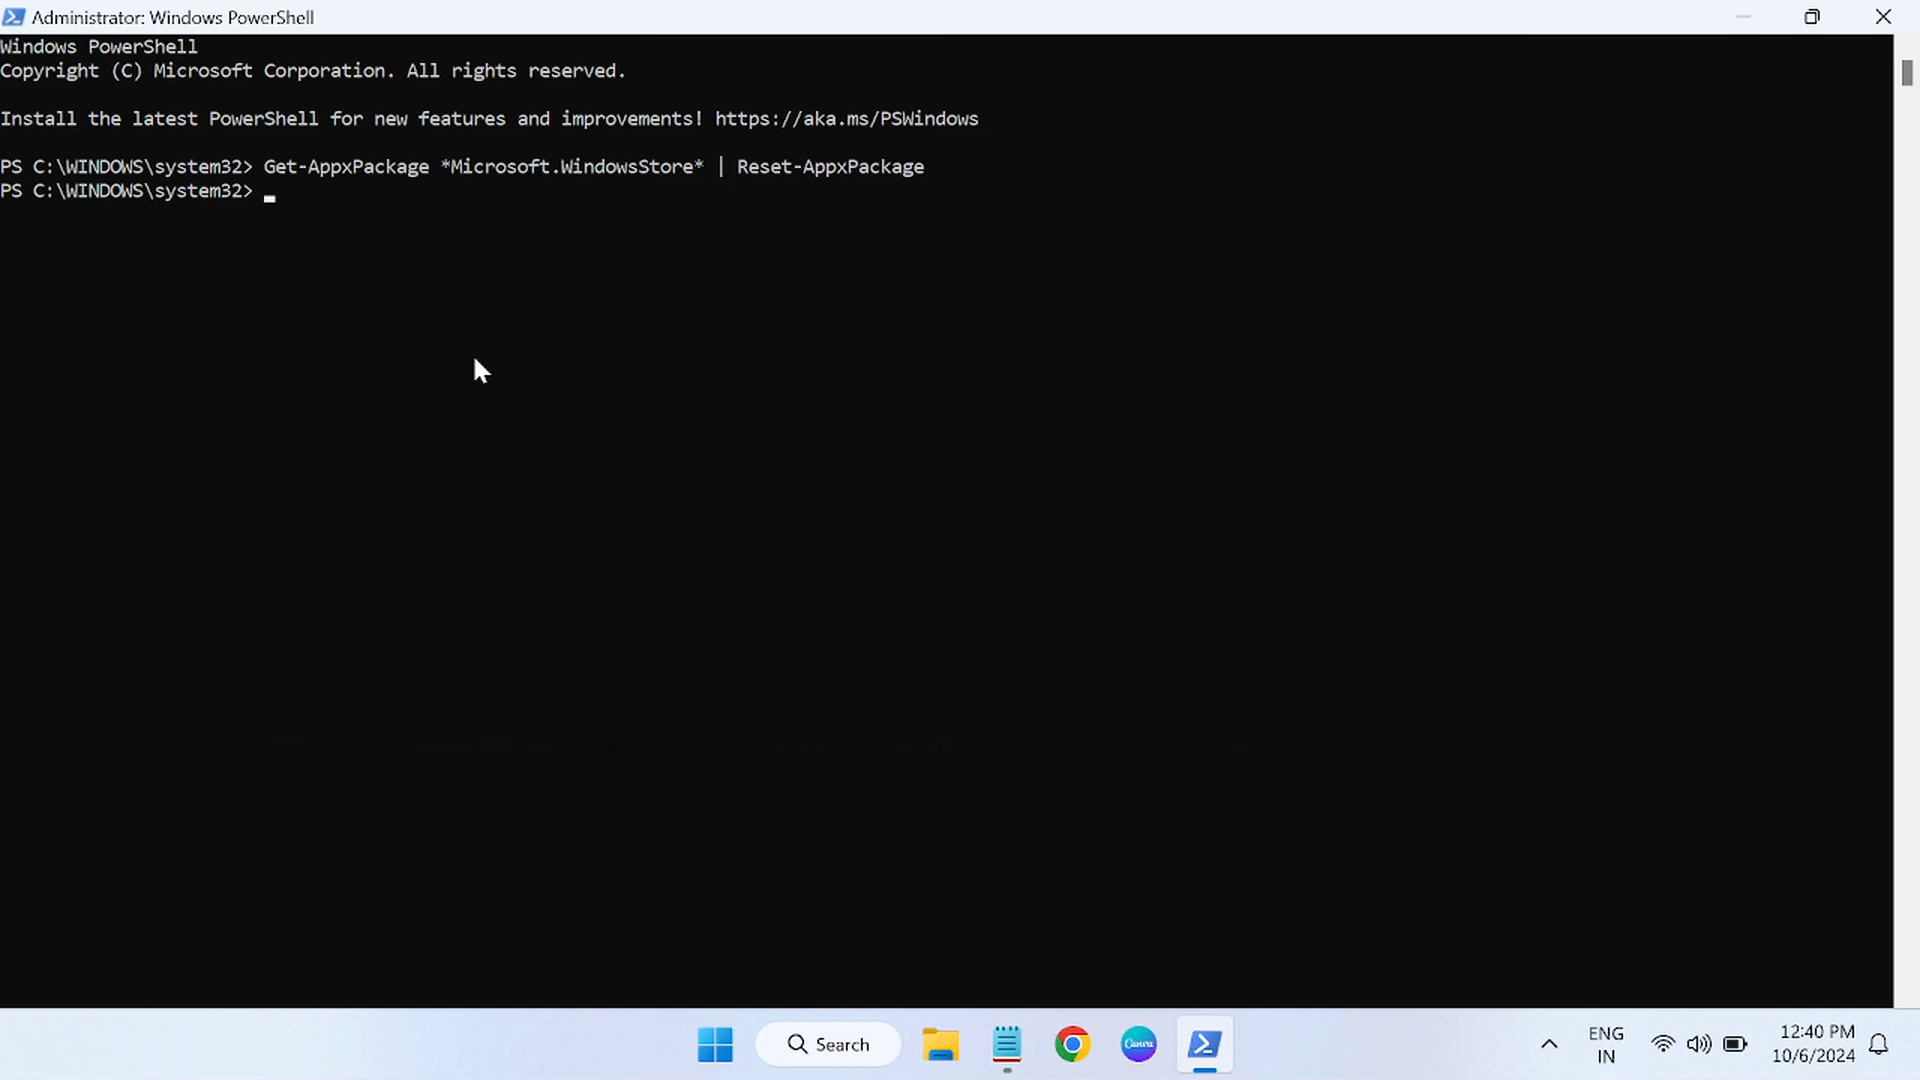 Administrator: Windows PowerShell
Windows PowerShell
Copyright (C) Microsoft Corporation. All rights reserved.
Install the latest PowerShell for new features and improvements! https://aka.ms/PSWindows
PS C:\WINDOWS\system32> Get-AppxPackage *Microsoft.WindowsStore* | Reset-AppxPackage
PS C:\WINDOWS\system32>
Search
Canva
ENG
IN
12:40 PM
10/6/2024